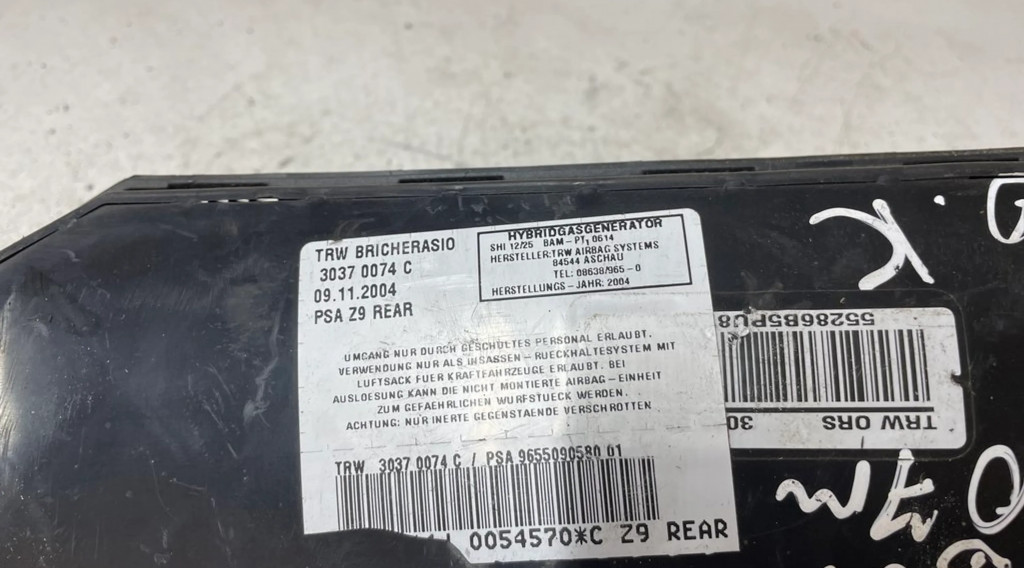 TRW BRICHERASIO
3037 0074 C
09.11.2004
PSA Z9 REAR
HYBRIDGASGENERATOR
SHI 12/25 BAM-PT, 0614
HERSTELLER:TRW AIRBAG SYSTEMS
84544 ASCHAU
TEL: 08638/965-0
HERSTELLUNGS-JAHR: 2004
UMGANG NUR DURCH GESCHULTES PERSONAL ERLAUBT.
VERWENDUNG NUR ALS INSASSEN-RUECKHALTESYSTEM MIT
LUFTSACK FUER KRAFTFAHRZEUGE ERLAUBT. BEI
AUSLOESUNG KANN DIE NICHT MONTIERTE AIRBAG-EINHEIT
ZUM GEFAEHRLICHEN WURFSTUECK WERDEN.
ACHTUNG: NUR INERTE GEGENSTAENDE VERSCHROTTEN
TRW 3037 0074 C / PSA 9655090580 01
0054570*C Z9 REAR
TRW ORS 30
55286B5PU8
K